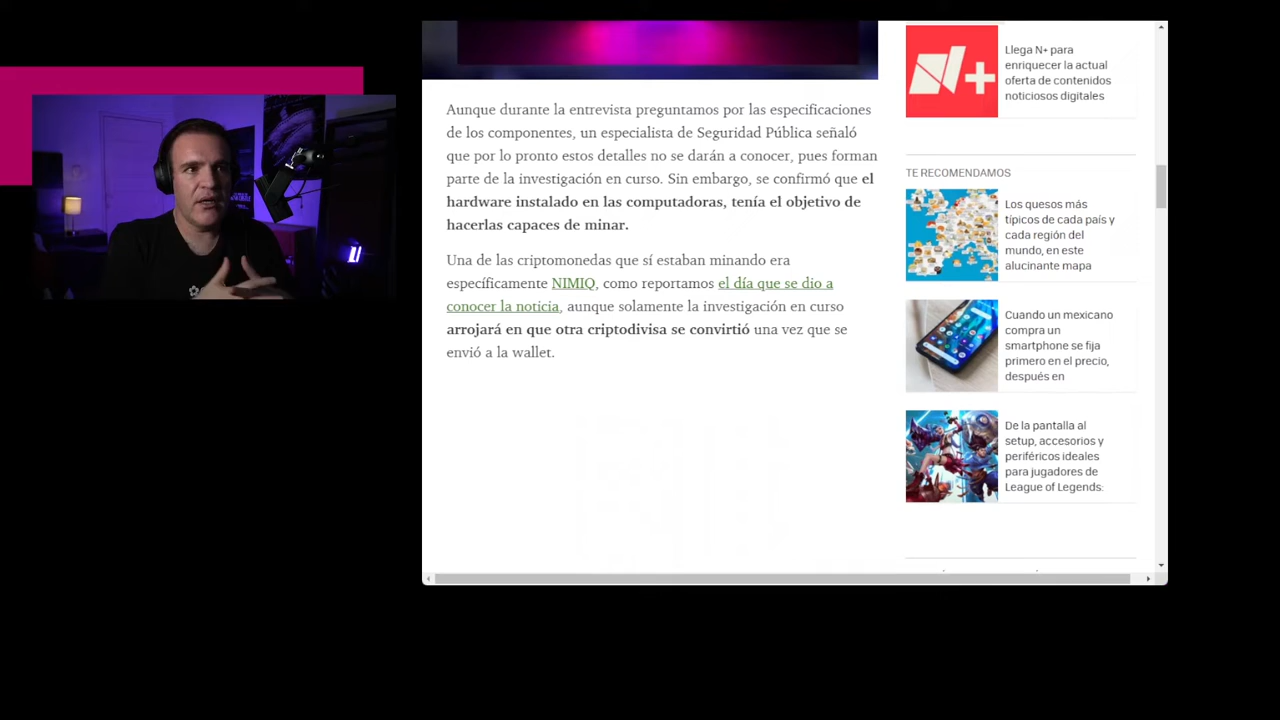 Aunque durante la entrevista preguntamos por las especificaciones
de los componentes, un especialista de Seguridad Pública señaló
que por lo pronto estos detalles no se darán a conocer, pues forman
parte de la investigación en curso. Sin embargo, se confirmó que el
hardware instalado en las computadoras, tenía el objetivo de
hacerlas capaces de minar.
Una de las criptomonedas que sí estaban minando era
específicamente NIMIQ, como reportamos el día que se dio a
conocer la noticia, aunque solamente la investigación en curso
arrojará en que otra criptodivisa se convirtió una vez que se
envió a la wallet.
N+
Llega N+ para
enriquecer la actual
oferta de contenidos
noticiosos digitales
TE RECOMENDAMOS
Los quesos más
típicos de cada país y
cada región del
mundo, en este
alucinante mapa
Cuando un mexicano
compra un
smartphone se fija
primero en el precio,
después en
De la pantalla al
setup, accesorios y
periféricos ideales
para jugadores de
League of Legends: